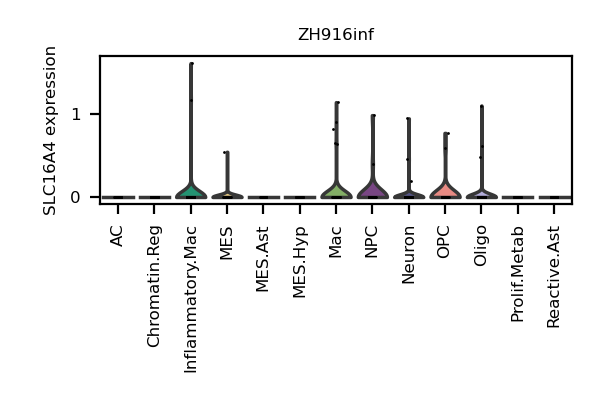 ZH916inf
SLC16A4 expression
1
0
AC
Chromatin.Reg
Inflammatory.Mac
MES
MES.Ast
MES.Hyp
Mac
NPC
Neuron
OPC
Oligo
Prolif.Metab
Reactive.Ast